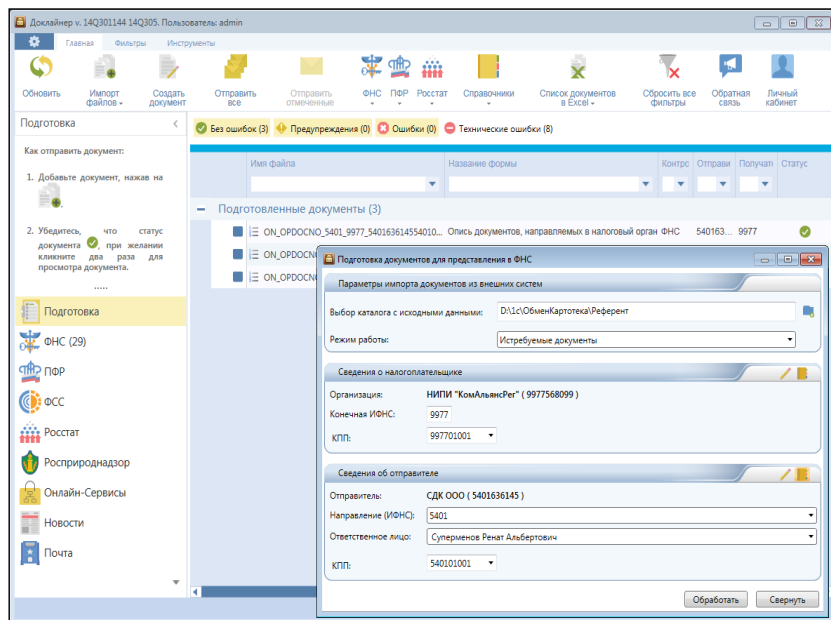 Доклайнер v. 14Q301144 14Q305. Пользователь: admin
Главная Фильтры Инструменты
Обновить
Импорт файлов
Создать документ
Отправить все
Отправить отмеченные
ФНС
ПФР
Росстат
Справочники
Список документов в Excel
Сбросить все фильтры
Обратная связь
Личный кабинет
Подготовка
Без ошибок (3) Предупреждения (0) Ошибки (0) Технические ошибки (8)
Как отправить документ:
1. Добавьте документ, нажав на
.
2. Убедитесь, что статус
документа , при желании
кликните два раза для
просмотра документа.
.....
Подготовка
ФНС (29)
ПФР
ФСС
Росстат
Росприроднадзор
Онлайн-Сервисы
Новости
Почта
Имя файла Название формы Контрс Отправи Получат Статус
Подготовленные документы (3)
ON_OPDOCNO_5401_9977_540163614554010... Опись документов, направляемых в налоговый орган ФНС 540163... 9977
ON_OPDOCN
ON_OPDOCN
Подготовка документов для представления в ФНС
Параметры импорта документов из внешних систем
Выбор каталога с исходными данными: D:\1c\ОбменКартотека\Референт
Режим работы: Истребуемые документы
Сведения о налогоплательщике
Организация: НИПИ "КомАльянсРег" ( 9977568099 )
Конечная ИФНС: 9977
КПП: 997701001
Сведения об отправителе
Отправитель: СДК ООО ( 5401636145 )
Направление (ИФНС): 5401
Ответственное лицо: Суперменов Ренат Альбертович
КПП: 540101001
Обработать Свернуть